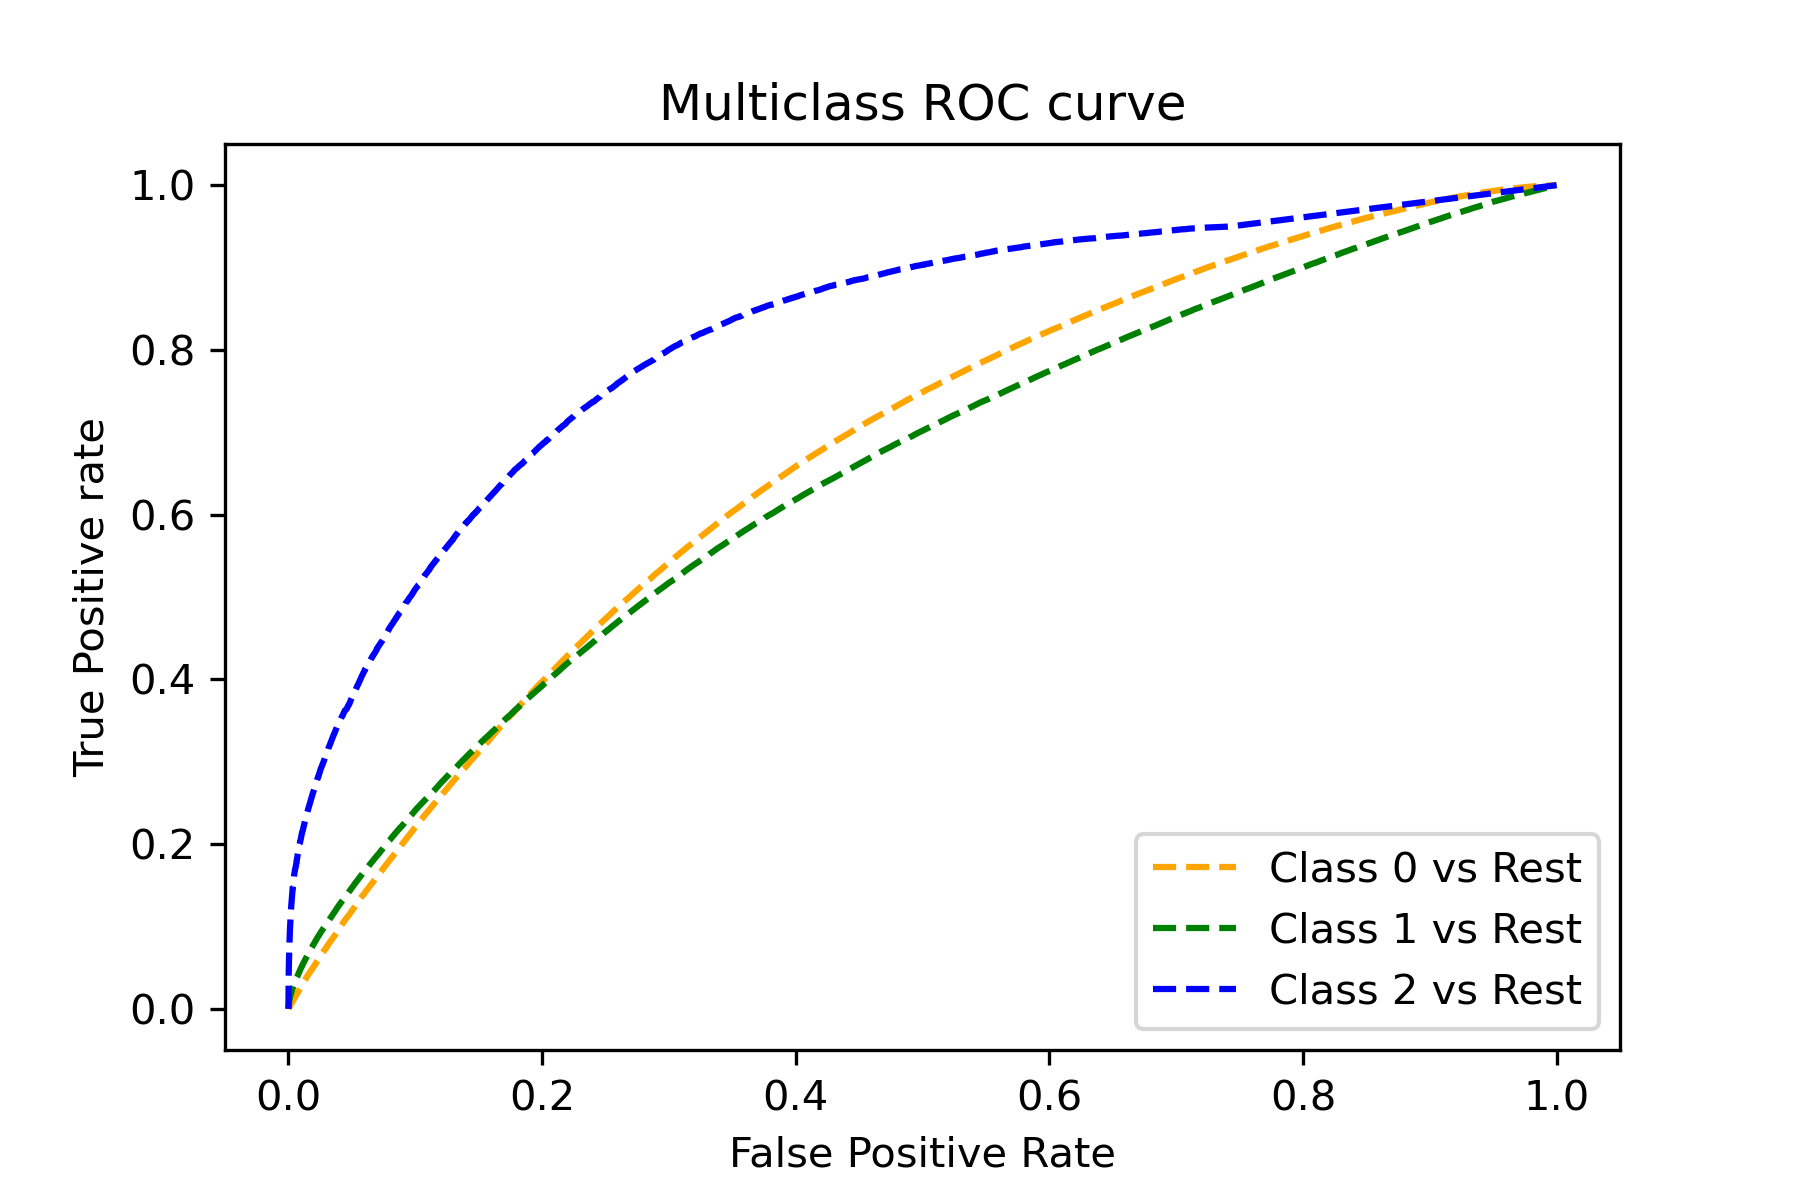 Multiclass ROC curve
True Positive rate
1.0
0.8
0.6
0.4
0.2
0.0
Class 0 vs Rest
Class 1 vs Rest
Class 2 vs Rest
0.0 0.2 0.4 0.6 0.8 1.0
False Positive Rate